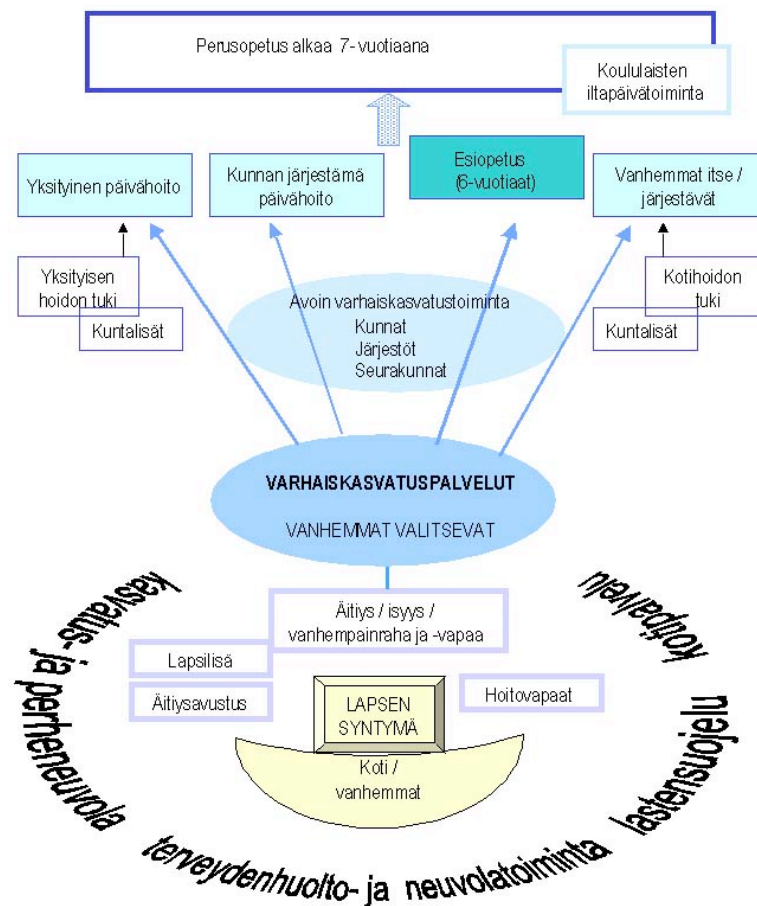 Perusopetus alkaa 7- vuotiaana
Koululaisten
iltapäivätoiminta
Yksityinen päivähoito
Kunnan järjestämä
päivähoito
Esiopetus
(6-vuotiaat)
Vanhemmat itse /
järjestävät
Yksityisen
hoidon tuki
Kuntalisät
Avoin varhaiskasvatustoiminta
Kunnat
Järjestöt
Seurakunnat
Kotihoidon
tuki
Kuntalisät
VARHAISKASVATUSPALVELUT
VANHEMMAT VALITSEVAT
Äitiys / isyys /
vanhempainraha ja -vapaa
Lapsilisä
Äitiysavustus
Hoitovapaat
LAPSEN
SYNTYMÄ
Koti /
vanhemmat
kasvatus- ja perheneuvola
terveydenhuolto- ja neuvolatoiminta
lastensuojelu
kotipalvelu